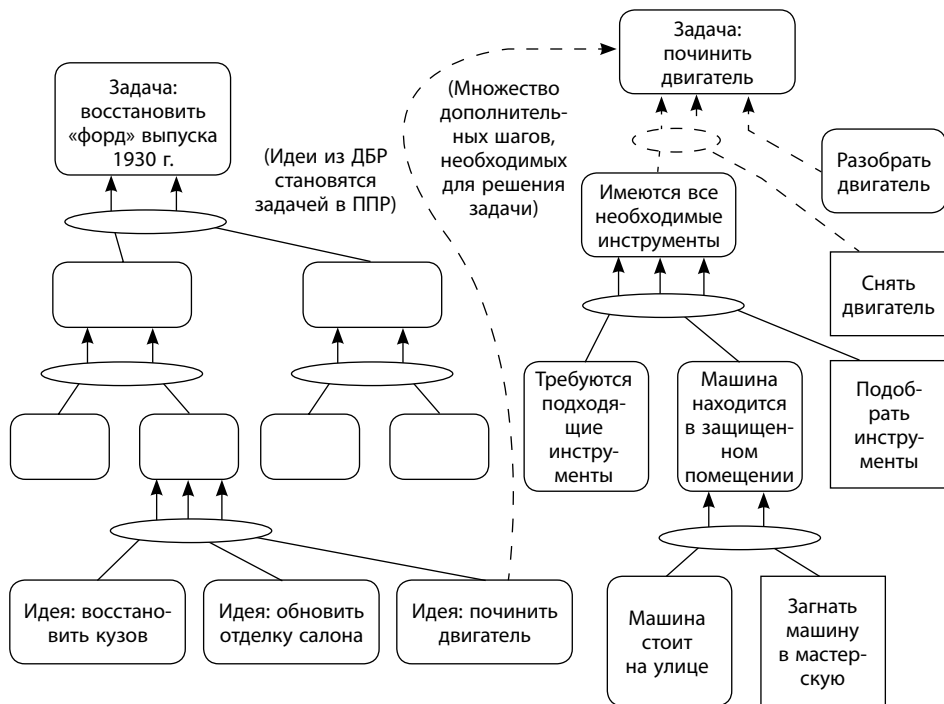 Задача:
восстановить
«форд» выпуска
1930 г.
(Идеи из ДБР
становятся
задачей в ППР)
Идея: восстано-
вить кузов
Идея: обновить
отделку салона
Идея: починить
двигатель
Задача:
починить
двигатель
(Множество
дополнитель-
ных шагов,
необходимых
для решения
задачи)
Разобрать
двигатель
Имеются все
необходимые
инструменты
Снять
двигатель
Требуются
подходя-
щие
инстру-
менты
Машина
находится
в защищен-
ном
помещении
Подоб-
рать
инстру-
менты
Машина
стоит
на улице
Загнать
машину
в мастер-
скую